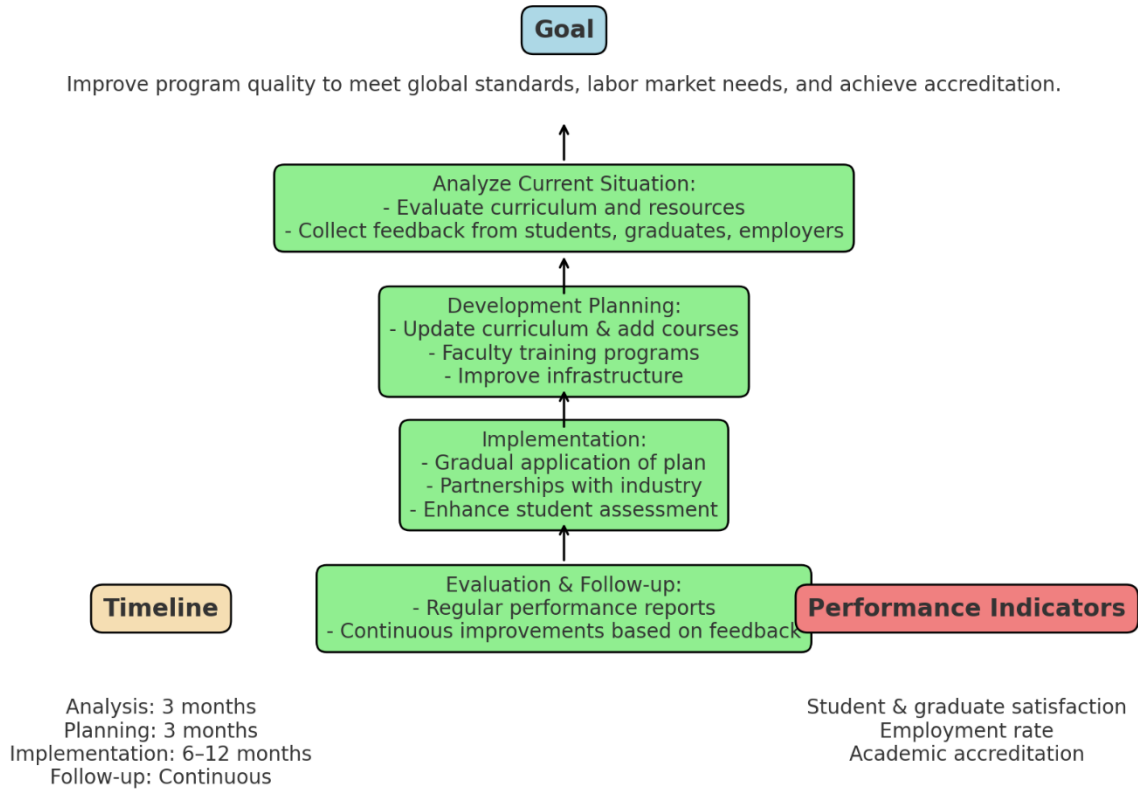 Goal
Improve program quality to meet global standards, labor market needs, and achieve accreditation.
Analyze Current Situation:
- Evaluate curriculum and resources
- Collect feedback from students, graduates, employers
Development Planning:
- Update curriculum & add courses
- Faculty training programs
- Improve infrastructure
Implementation:
- Gradual application of plan
- Partnerships with industry
- Enhance student assessment
Evaluation & Follow-up:
- Regular performance reports
- Continuous improvements based on feedback
Timeline
Analysis: 3 months
Planning: 3 months
Implementation: 6–12 months
Follow-up: Continuous
Performance Indicators
Student & graduate satisfaction
Employment rate
Academic accreditation